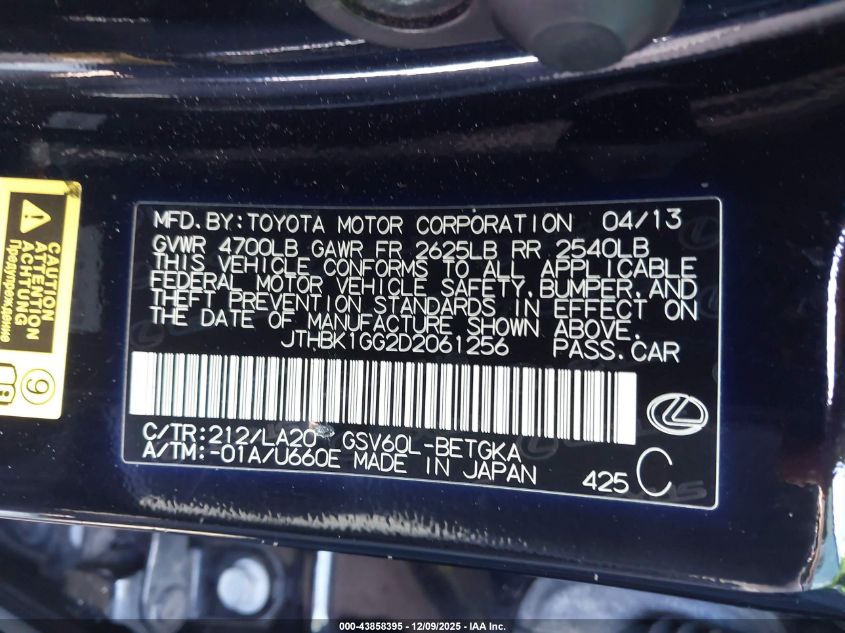 CAUTION
ATTENTION
ACHTUNG
Предупреждение
9
MFD.BY:TOYOTA MOTOR CORPORATION 04/13
GVWR 4700LB GAWR FR 2625LB RR 2540LB
THIS VEHICLE CONFORMS TO ALL APPLICABLE
FEDERAL MOTOR VEHICLE SAFETY,BUMPER,AND
THEFT PREVENTION STANDARDS IN EFFECT ON
THE DATE OF MANUFACTURE SHOWN ABOVE.
JTHBK1GG2D2061256 PASS.CAR
C/TR:212/LA20 GSV60L-BETGKA
A/TM:-01A/U660E MADE IN JAPAN
425 C
000-43858395 | 12/09/2025 | IAA Inc.